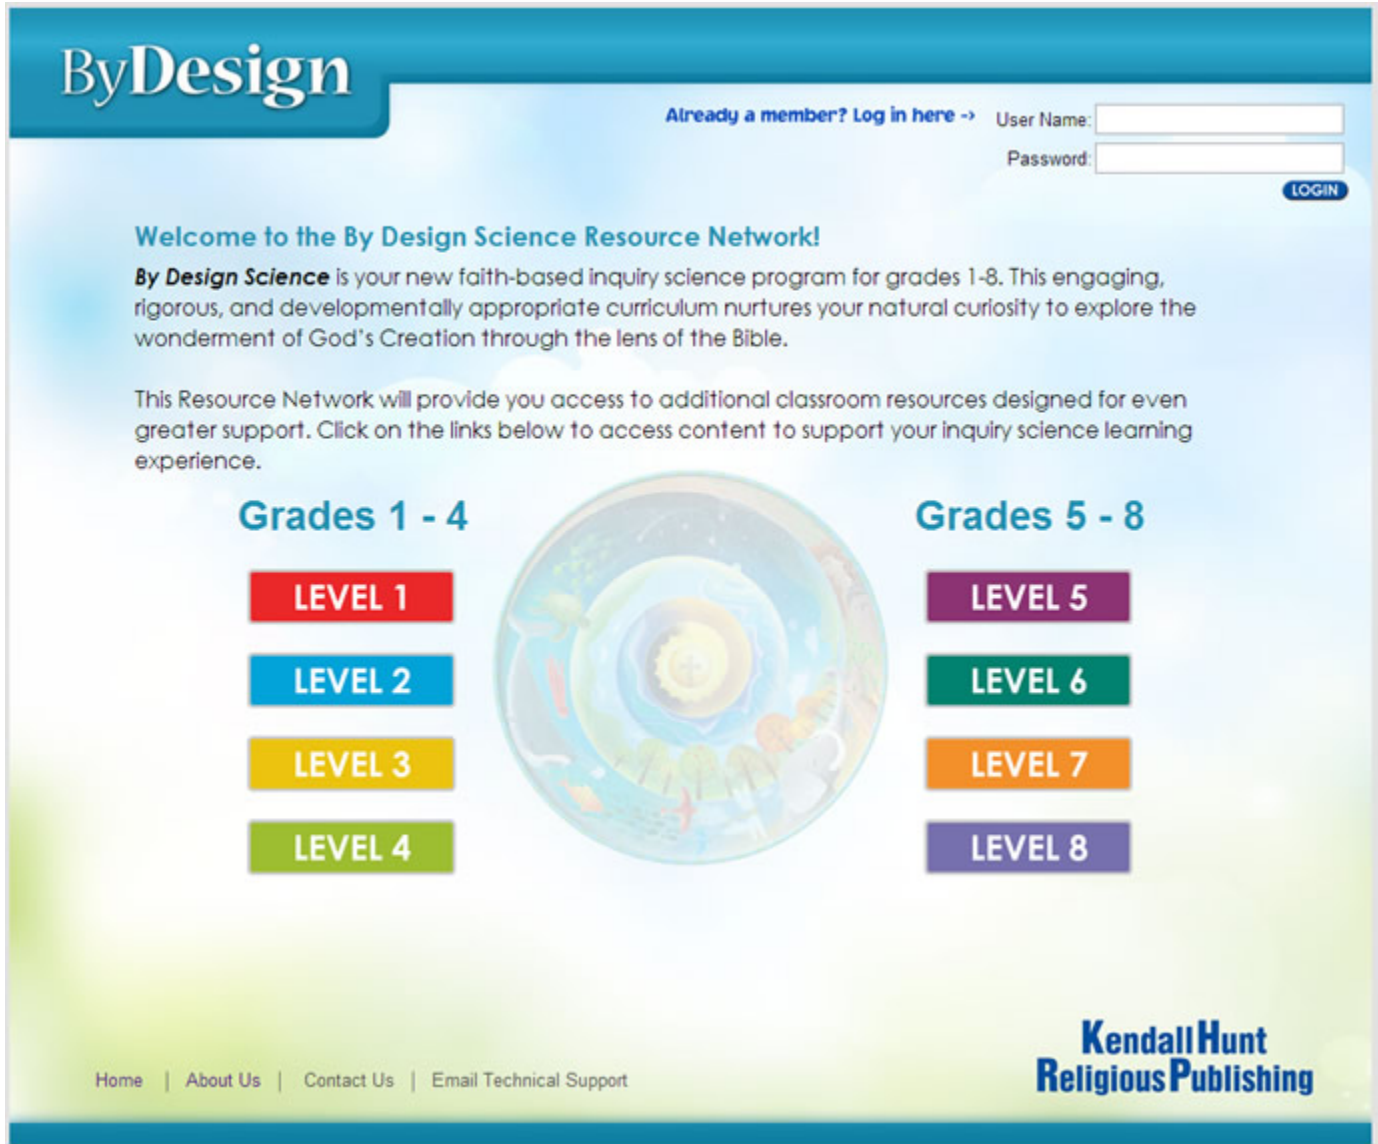 ByDesign
Already a member? Log in here ->
User Name:
Password:
LOGIN
Welcome to the By Design Science Resource Network!
By Design Science is your new faith-based inquiry science program for grades 1-8. This engaging,
rigorous, and developmentally appropriate curriculum nurtures your natural curiosity to explore the
wonderment of God's Creation through the lens of the Bible.
This Resource Network will provide you access to additional classroom resources designed for even
greater support. Click on the links below to access content to support your inquiry science learning
experience.
Grades 1 - 4
LEVEL 1
LEVEL 2
LEVEL 3
LEVEL 4
Grades 5 - 8
LEVEL 5
LEVEL 6
LEVEL 7
LEVEL 8
Kendall Hunt
Religious Publishing
Home | About Us | Contact Us | Email Technical Support